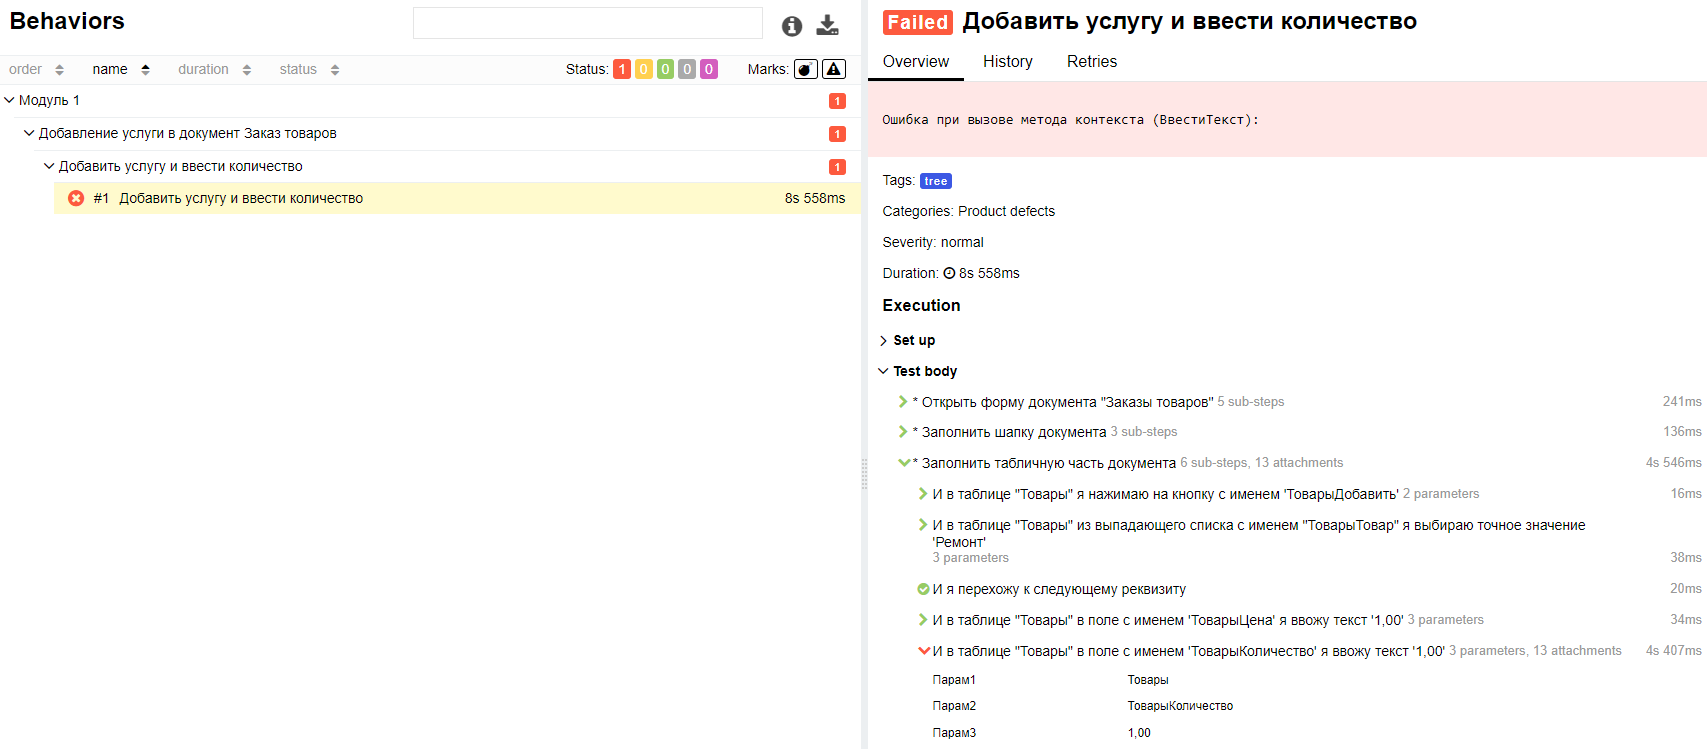 Behaviors
order name duration status Status: 1 0 0 0 0 Marks:
Модуль 1 1
Добавление услуги в документ Заказ товаров 1
Добавить услугу и ввести количество 1
#1 Добавить услугу и ввести количество 8s 558ms
Failed Добавить услугу и ввести количество
Overview History Retries
Ошибка при вызове метода контекста (ВвестиТекст):
Tags: tree
Categories: Product defects
Severity: normal
Duration: 8s 558ms
Execution
Set up
Test body
* Открыть форму документа "Заказы товаров" 5 sub-steps 241ms
* Заполнить шапку документа 3 sub-steps 136ms
* Заполнить табличную часть документа 6 sub-steps, 13 attachments 4s 546ms
И в таблице "Товары" я нажимаю на кнопку с именем 'ТоварыДобавить' 2 parameters 16ms
И в таблице "Товары" из выпадающего списка с именем "ТоварыТовар" я выбираю точное значение
'Ремонт'
3 parameters 38ms
И я перехожу к следующему реквизиту 20ms
И в таблице "Товары" в поле с именем 'ТоварыЦена' я ввожу текст '1,00' 3 parameters 34ms
И в таблице "Товары" в поле с именем 'ТоварыКоличество' я ввожу текст '1,00' 3 parameters, 13 attachments 4s 407ms
Парам1 Товары
Парам2 ТоварыКоличество
Парам3 1,00